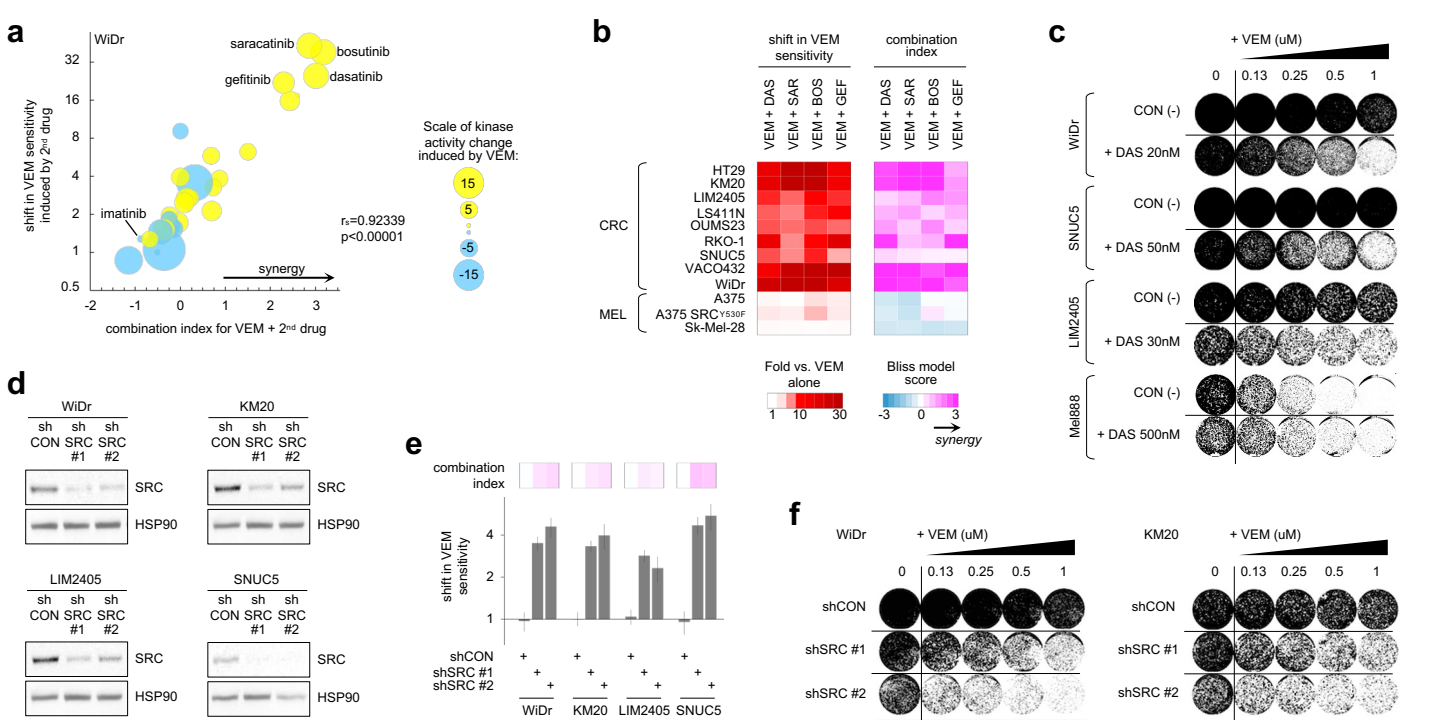 a
WiDr
shift in VEM sensitivity
induced by 2nd drug
32
16
8
4
2
1
0.5
-2
-1
0
1
2
3
combination index for VEM + 2nd drug
saracatinib
bosutinib
gefitinib
dasatinib
imatinib
rs=0.92339
p<0.00001
synergy
Scale of kinase
activity change
induced by VEM:
15
5
-5
-15
b
shift in VEM
sensitivity
combination
index
VEM + DAS
VEM + SAR
VEM + BOS
VEM + GEF
VEM + DAS
VEM + SAR
VEM + BOS
VEM + GEF
CRC
HT29
KM20
LIM2405
LS411N
OUMS23
RKO-1
SNUC5
VACO432
WiDr
MEL
A375
A375 SRCY530F
Sk-Mel-28
Fold vs. VEM
alone
1 10 30
Bliss model
score
-3 0 3
synergy
c
+ VEM (uM)
0 0.13 0.25 0.5 1
WiDr
CON (-)
+ DAS 20nM
SNUC5
CON (-)
+ DAS 50nM
LIM2405
CON (-)
+ DAS 30nM
Mel888
CON (-)
+ DAS 500nM
d
WiDr
sh sh sh
CON SRC SRC
#1 #2
SRC
HSP90
KM20
sh sh sh
CON SRC SRC
#1 #2
SRC
HSP90
LIM2405
sh sh sh
CON SRC SRC
#1 #2
SRC
HSP90
SNUC5
sh sh sh
CON SRC SRC
#1 #2
SRC
HSP90
e
combination
index
shift in VEM
sensitivity
4
2
1
shCON + + + +
shSRC #1 + + + +
shSRC #2 + + + +
WiDr KM20 LIM2405 SNUC5
f
WiDr
+ VEM (uM)
0 0.13 0.25 0.5 1
shCON
shSRC #1
shSRC #2
KM20
+ VEM (uM)
0 0.13 0.25 0.5 1
shCON
shSRC #1
shSRC #2